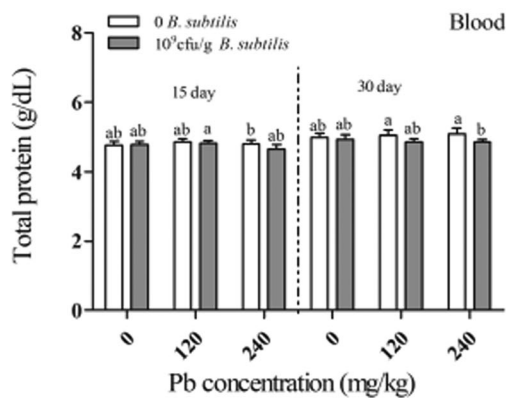 0 B. subtilis
10⁹cfu/g B. subtilis
Blood
15 day
30 day
Total protein (g/dL)
8
6
4
2
0
ab ab ab a b ab ab ab a ab a b
0 120 240 0 120 240
Pb concentration (mg/kg)